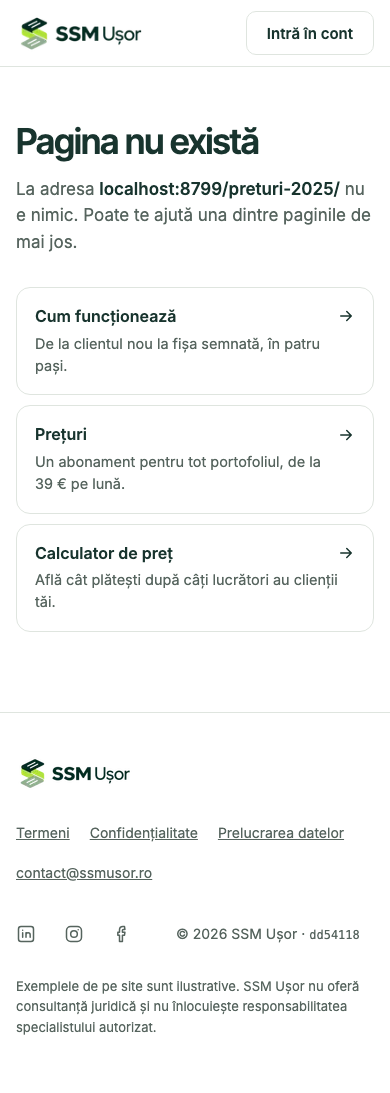 SSM Ușor
Intră în cont
Pagina nu există
La adresa localhost:8799/preturi-2025/ nu
e nimic. Poate te ajută una dintre paginile de
mai jos.
Cum funcționează →
De la clientul nou la fișa semnată, în patru
pași.
Prețuri →
Un abonament pentru tot portofoliul, de la
39 € pe lună.
Calculator de preț →
Află cât plătești după câți lucrători au clienții
tăi.
SSM Ușor
Termeni Confidențialitate Prelucrarea datelor
contact@ssmusor.ro
© 2026 SSM Ușor · dd54118
Exemplele de pe site sunt ilustrative. SSM Ușor nu oferă
consultanță juridică și nu înlocuiește responsabilitatea
specialistului autorizat.